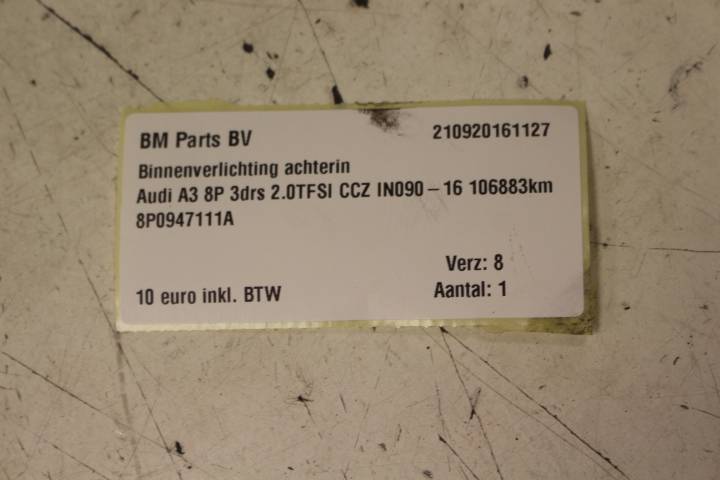 BM Parts BV 210920161127
Binnenverlichting achterin
Audi A3 8P 3drs 2.0TFSI CCZ IN090 – 16 106883km
8P0947111A
Verz: 8
10 euro inkl. BTW Aantal: 1